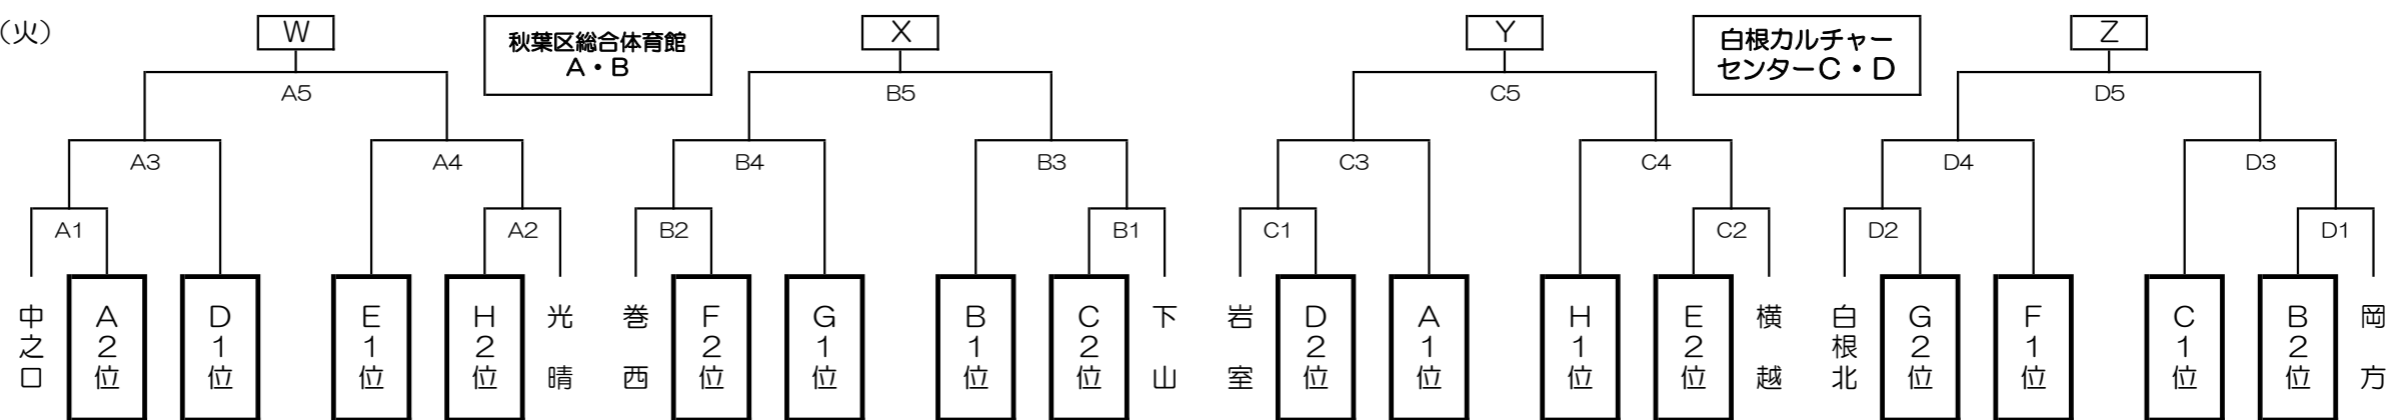 (火)
W
秋葉区総合体育館
A・B
X
Y
白根カルチャー
センターC・D
Z
A5
B5
C5
D5
A3
A4
B4
B3
C3
C4
D4
D3
A1
A2
B2
B1
C1
C2
D2
D1
中之口
A2位
D1位
E1位
H2位
光晴
巻西
F2位
G1位
B1位
C2位
下山
岩室
D2位
A1位
H1位
E2位
横越
白根北
G2位
F1位
C1位
B2位
岡方